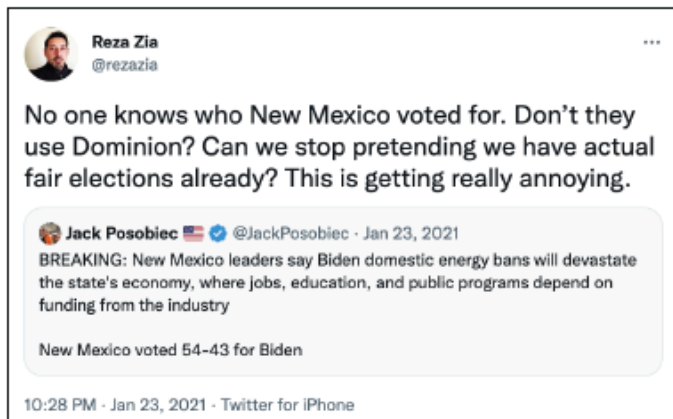 Reza Zia
@rezazia
No one knows who New Mexico voted for. Don’t they
use Dominion? Can we stop pretending we have actual
fair elections already? This is getting really annoying.
Jack Posobiec 🇺🇸 @JackPosobiec · Jan 23, 2021
BREAKING: New Mexico leaders say Biden domestic energy bans will devastate
the state's economy, where jobs, education, and public programs depend on
funding from the industry
New Mexico voted 54-43 for Biden
10:28 PM · Jan 23, 2021 · Twitter for iPhone